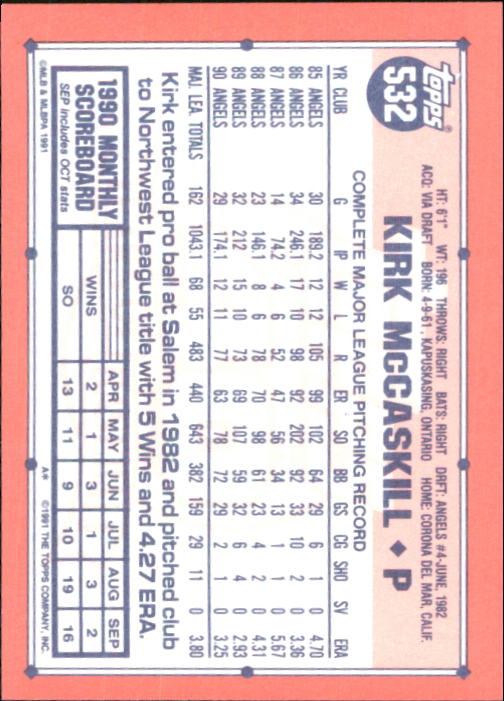 topps®
532
HT: 6'1" WT: 196 THROWS: RIGHT BATS: RIGHT DRFT: ANGELS #4-JUNE, 1982
ACQ: VIA DRAFT BORN: 4-9-61, KAPUSKASING, ONTARIO HOME: CORONA DEL MAR, CALIF.
KIRK McCASKILL ♦ P
COMPLETE MAJOR LEAGUE PITCHING RECORD
YR CLUB G IP W L R ER SO BB GS CG SHO SV ERA
85 ANGELS 30 189.2 12 12 105 99 102 64 29 6 1 0 4.70
86 ANGELS 34 246.1 17 10 98 92 202 92 33 10 2 0 3.36
87 ANGELS 14 74.2 4 6 52 47 56 34 13 1 1 0 5.67
88 ANGELS 23 146.1 8 6 78 70 98 61 23 4 2 0 4.31
89 ANGELS 32 212 15 10 73 69 107 59 32 6 4 0 2.93
90 ANGELS 29 174.1 12 11 77 63 78 72 29 2 1 0 3.25
MAJ. LEA. TOTALS 162 1043.1 68 55 483 440 643 382 159 29 11 0 3.80
Kirk entered pro ball at Salem in 1982 and pitched club
to Northwest League title with 5 Wins and 4.27 ERA.
1990 MONTHLY
SCOREBOARD
SEP includes OCT stats
APR MAY JUN JUL AUG SEP
WINS 2 1 3 1 3 2
SO 13 11 9 10 19 16
©MLB & MLBPA 1991
A* ©1991 THE TOPPS COMPANY, INC.